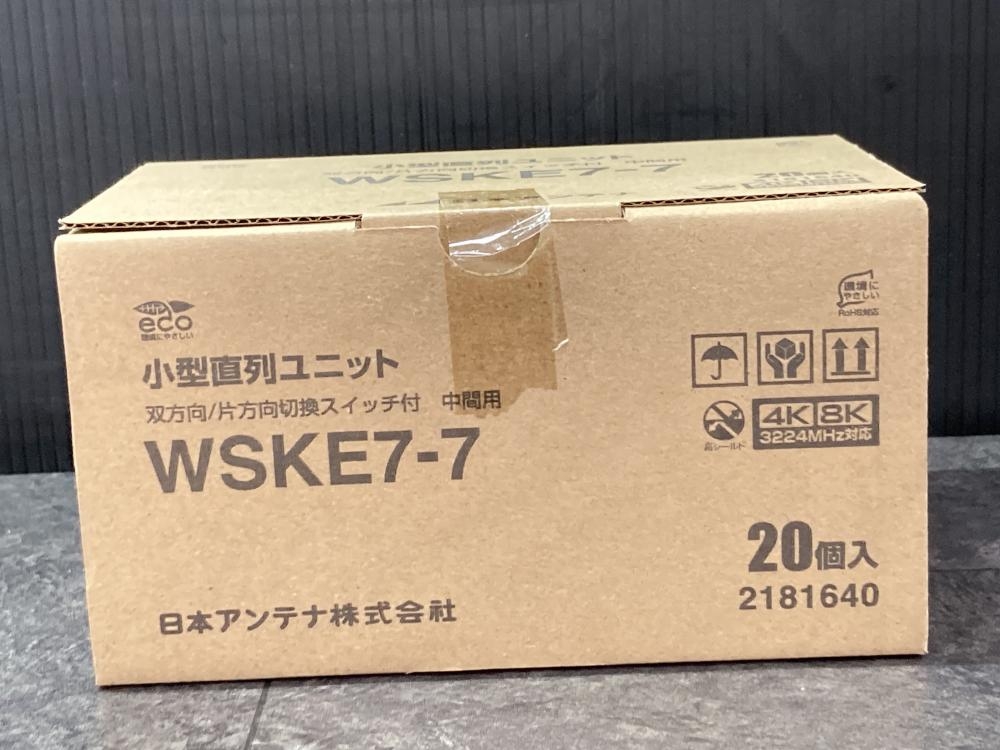 小型直列ユニット
WSKE7-7
eco
環境にやさしい
小型直列ユニット
双方向/片方向切換スイッチ付 中間用
WSKE7-7
日本アンテナ株式会社
環境に
やさしい
RoHS対応
高シールド
4K 8K
3224MHz対応
20個入
2181640